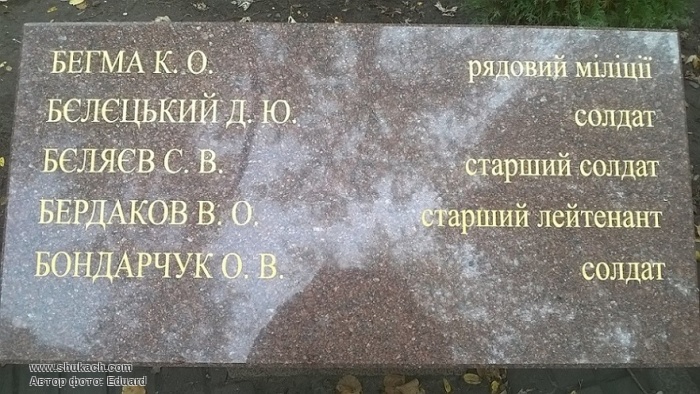 БЕГМА К. О. рядовий міліції
БЄЛЄЦЬКИЙ Д. Ю. солдат
БЄЛЯЄВ С. В. старший солдат
БЕРДАКОВ В. О. старший лейтенант
БОНДАРЧУК О. В. солдат
www.shukach.com
Автор фото: Eduard